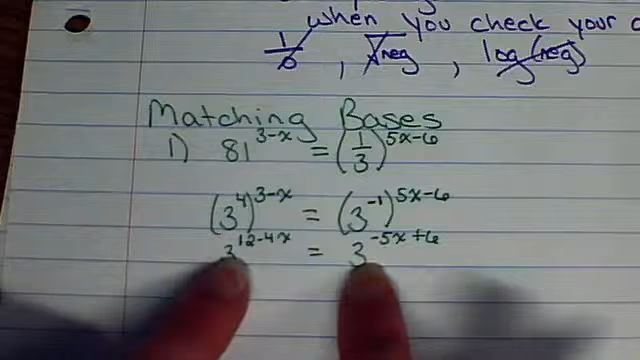 when you check your
1/0 , √neg , log(neg)
Matching Bases
1) 81^(3-x) = (1/3)^(5x-6)
(3^4)^(3-x) = (3^(-1))^(5x-6)
3^(12-4x) = 3^(-5x+6)